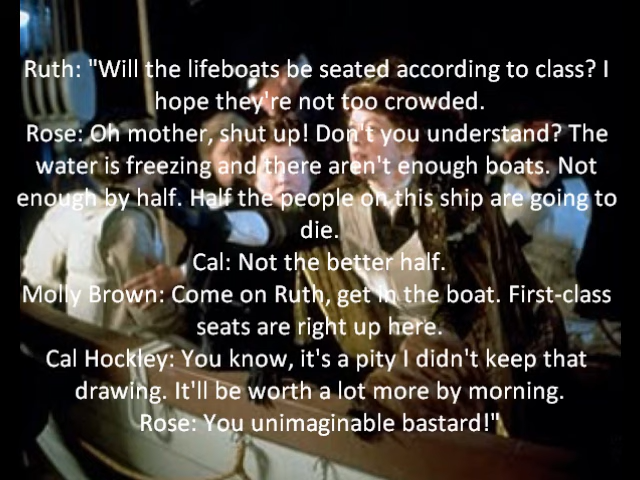 Ruth: "Will the lifeboats be seated according to class? I
hope they're not too crowded.
Rose: Oh mother, shut up! Don't you understand? The
water is freezing and there aren't enough boats. Not
enough by half. Half the people on this ship are going to
die.
Cal: Not the better half.
Molly Brown: Come on Ruth, get in the boat. First-class
seats are right up here.
Cal Hockley: You know, it's a pity I didn't keep that
drawing. It'll be worth a lot more by morning.
Rose: You unimaginable bastard!"